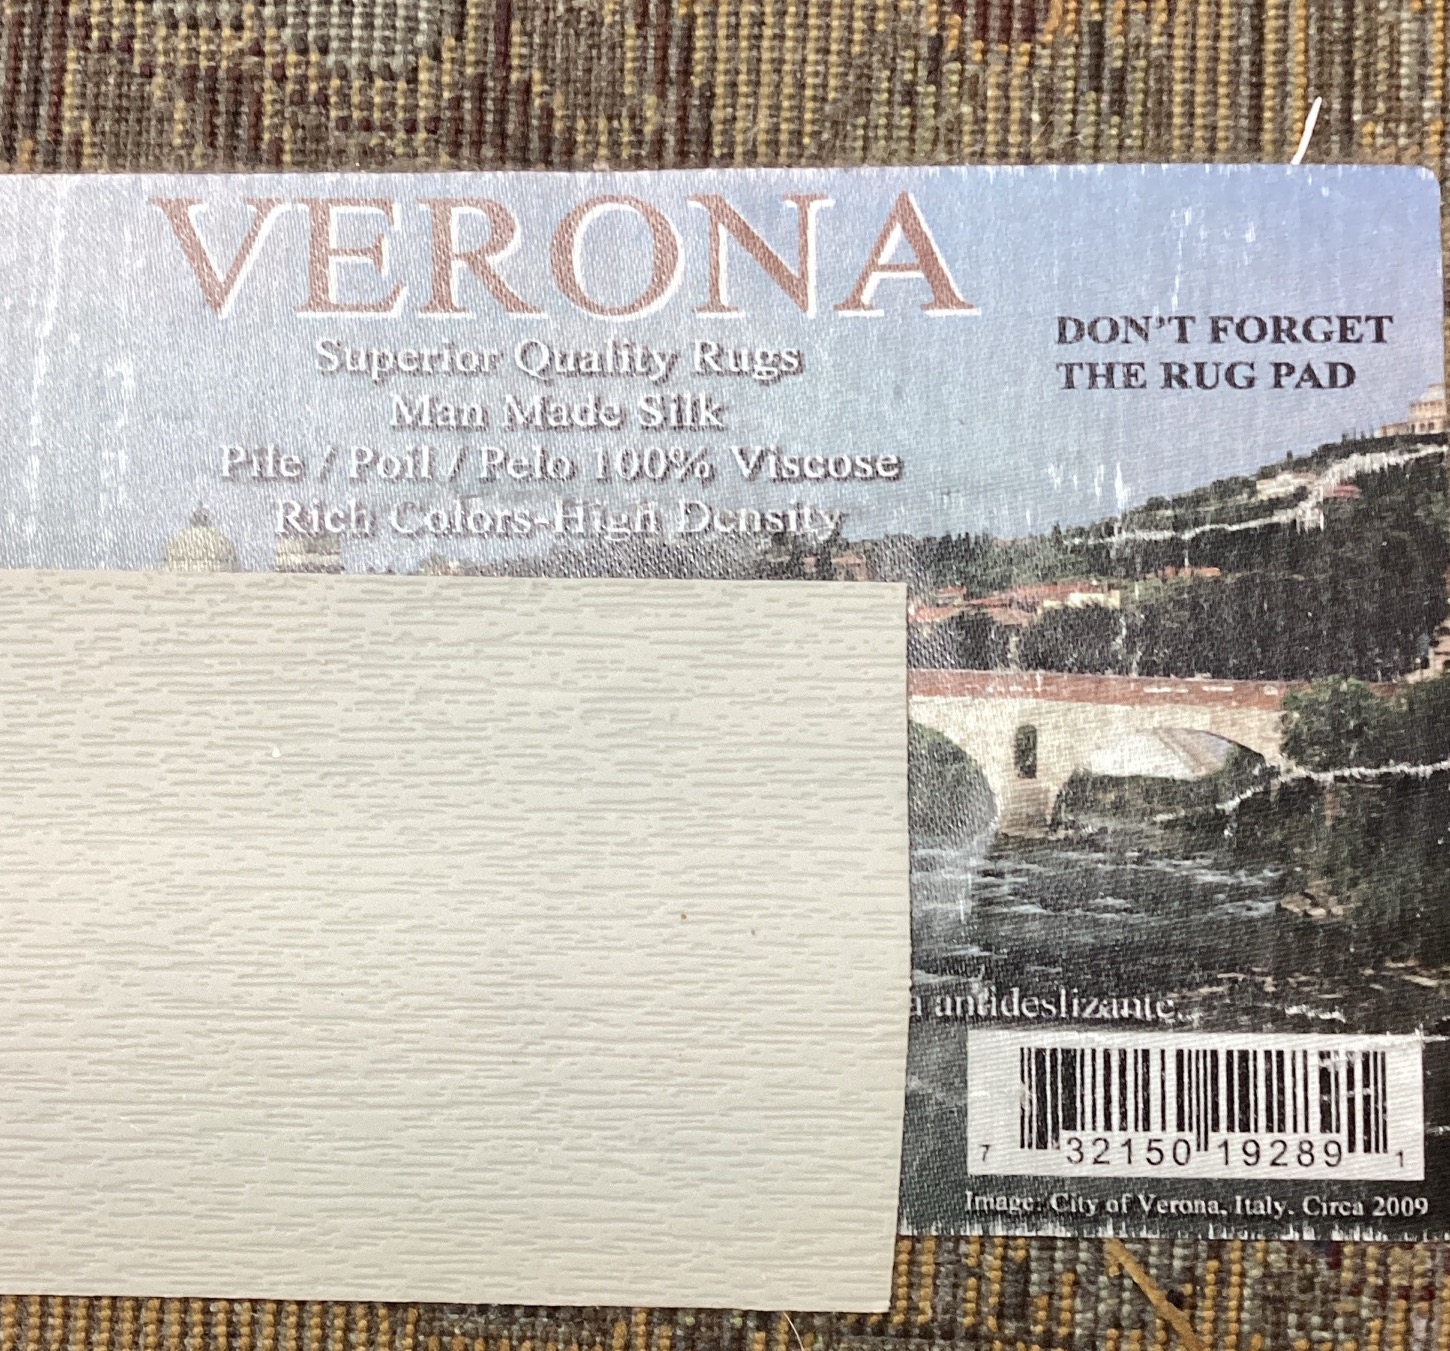 VERONA
Superior Quality Rugs
Man Made Silk
Pile / Poil / Pelo 100% Viscose
Rich Colors-High Density
DON'T FORGET
THE RUG PAD
a antideslizante.
7 32150 19289 1
Image: City of Verona, Italy. Circa 2009